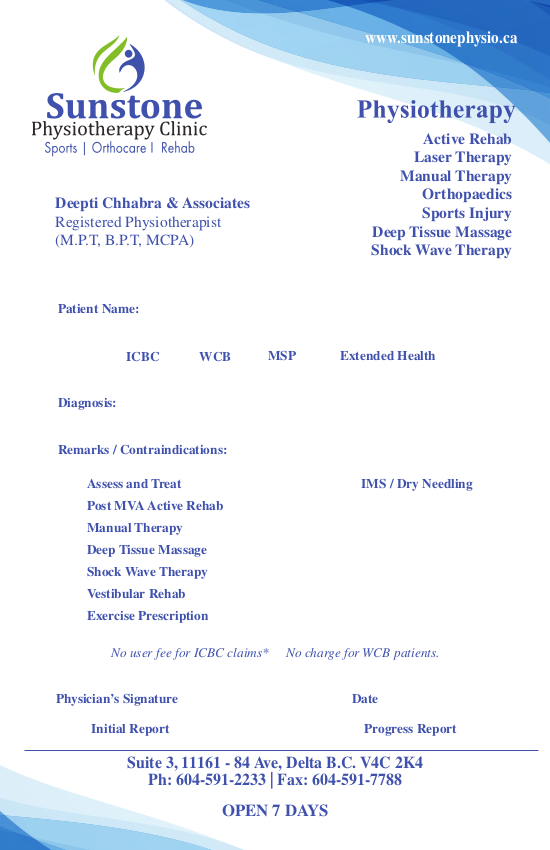 www.sunstonephysio.ca
Sunstone
Physiotherapy Clinic
Sports | Orthocare l Rehab
Physiotherapy
Active Rehab
Laser Therapy
Manual Therapy
Orthopaedics
Sports Injury
Deep Tissue Massage
Shock Wave Therapy
Deepti Chhabra & Associates
Registered Physiotherapist
(M.P.T, B.P.T, MCPA)
Patient Name:
ICBC WCB MSP Extended Health
Diagnosis:
Remarks / Contraindications:
Assess and Treat IMS / Dry Needling
Post MVA Active Rehab
Manual Therapy
Deep Tissue Massage
Shock Wave Therapy
Vestibular Rehab
Exercise Prescription
No user fee for ICBC claims* No charge for WCB patients.
Physician's Signature Date
Initial Report Progress Report
Suite 3, 11161 - 84 Ave, Delta B.C. V4C 2K4
Ph: 604-591-2233 | Fax: 604-591-7788
OPEN 7 DAYS